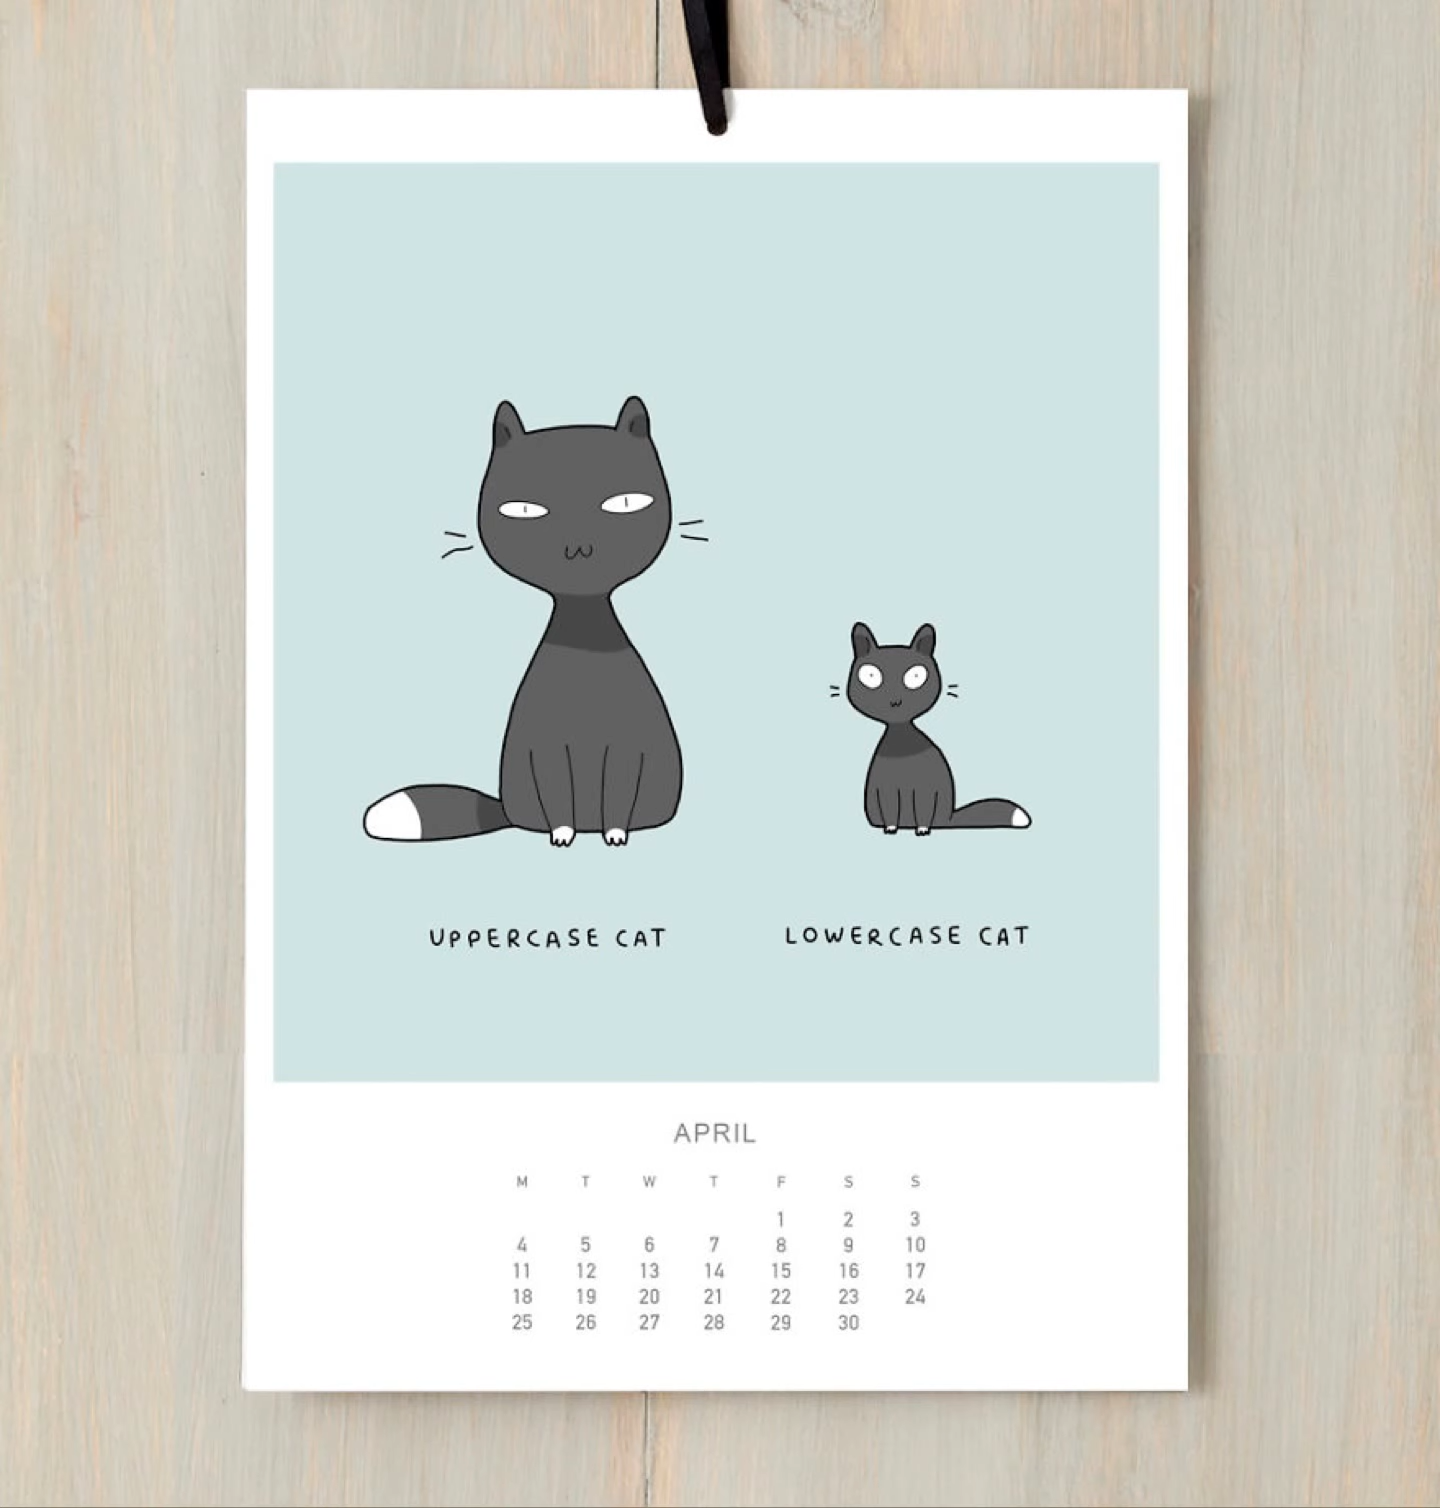 UPPERCASE CAT
LOWERCASE CAT
APRIL
M T W T F S S
1 2 3
4 5 6 7 8 9 10
11 12 13 14 15 16 17
18 19 20 21 22 23 24
25 26 27 28 29 30